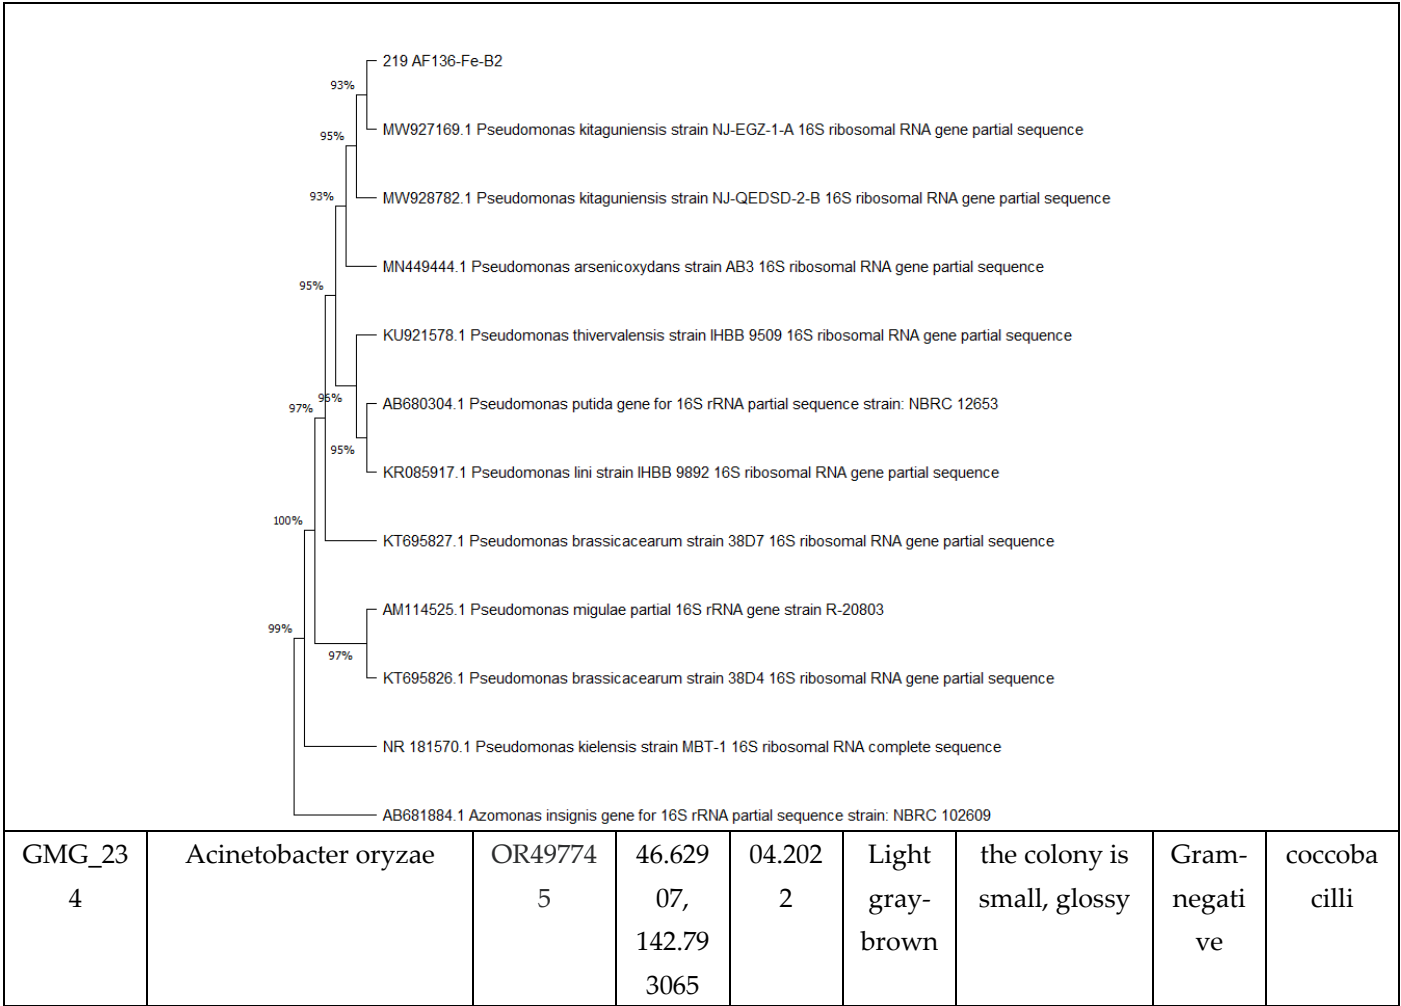 219 AF136-Fe-B2
93%
MW927169.1 Pseudomonas kitaguniensis strain NJ-EGZ-1-A 16S ribosomal RNA gene partial sequence
95%
MW928782.1 Pseudomonas kitaguniensis strain NJ-QEDSD-2-B 16S ribosomal RNA gene partial sequence
93%
MN449444.1 Pseudomonas arsenicoxydans strain AB3 16S ribosomal RNA gene partial sequence
95%
KU921578.1 Pseudomonas thivervalensis strain IHBB 9509 16S ribosomal RNA gene partial sequence
95%
97%
AB680304.1 Pseudomonas putida gene for 16S rRNA partial sequence strain: NBRC 12653
95%
KR085917.1 Pseudomonas lini strain IHBB 9892 16S ribosomal RNA gene partial sequence
100%
KT695827.1 Pseudomonas brassicacearum strain 38D7 16S ribosomal RNA gene partial sequence
AM114525.1 Pseudomonas migulae partial 16S rRNA gene strain R-20803
99%
97%
KT695826.1 Pseudomonas brassicacearum strain 38D4 16S ribosomal RNA gene partial sequence
NR 181570.1 Pseudomonas kielensis strain MBT-1 16S ribosomal RNA complete sequence
AB681884.1 Azomonas insignis gene for 16S rRNA partial sequence strain: NBRC 102609
GMG_23
4
Acinetobacter oryzae
OR49774
5
46.629
07,
142.79
3065
04.202
2
Light
gray-
brown
the colony is
small, glossy
Gram-
negati
ve
coccoba
cilli